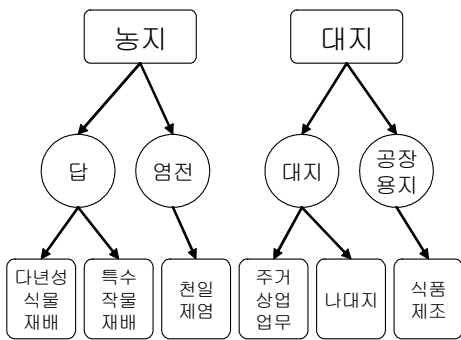 농지
대지
답
염전
대지
공장
용지
다년성
식물
재배
특수
작물
재배
천일
제염
주거
상업
업무
나대지
식품
제조